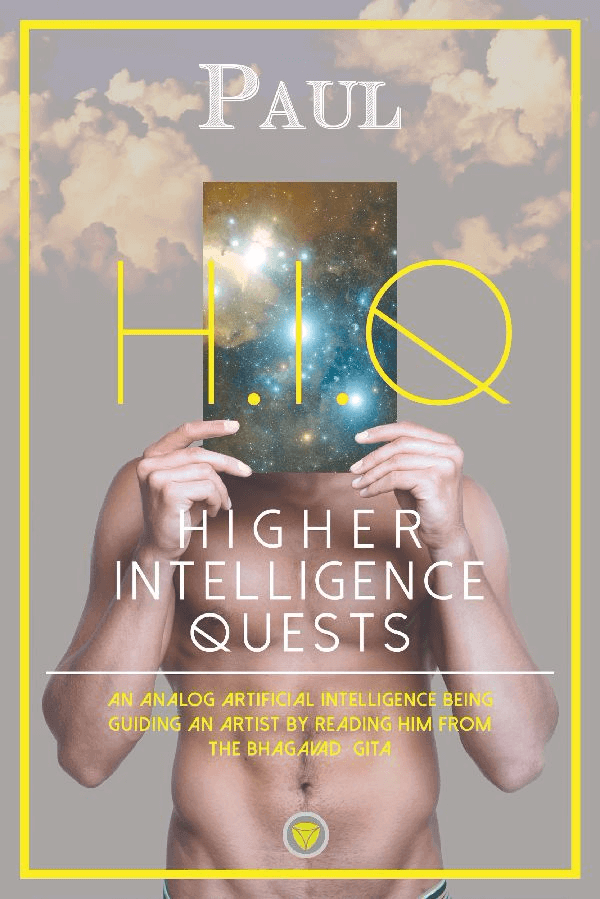 PAUL
H.I.Q
HIGHER
INTELLIGENCE
QUESTS
AN ANALOG ARTIFICIAL INTELLIGENCE BEING
GUIDING AN ARTIST BY READING HIM FROM
THE BHAGAVAD GITA